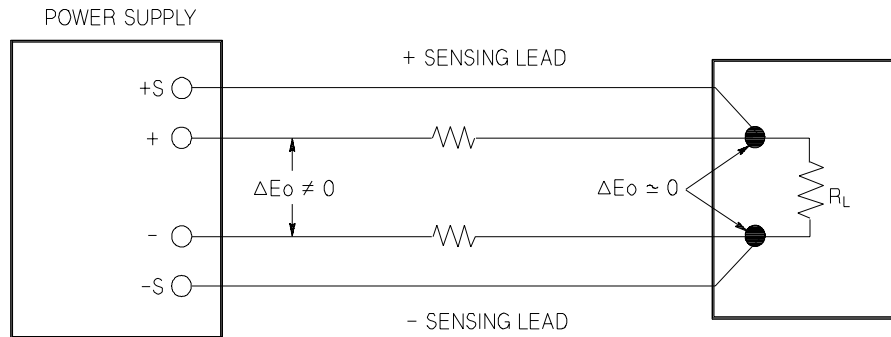 POWER SUPPLY
+ SENSING LEAD
+S
+
ΔEo ≠ 0
ΔEo ≃ 0
RL
-
-S
- SENSING LEAD